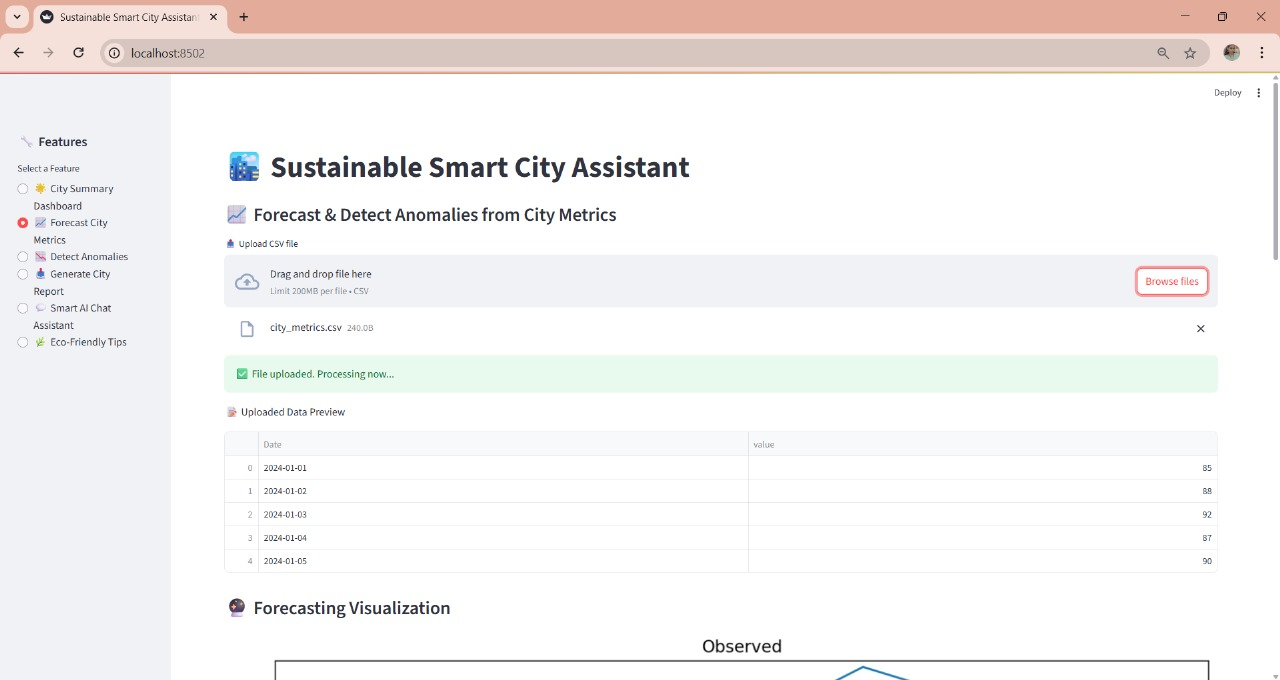 Sustainable Smart City Assistant
localhost:8502
Deploy
Features
Select a Feature
City Summary
Dashboard
Forecast City
Metrics
Detect Anomalies
Generate City
Report
Smart AI Chat
Assistant
Eco-Friendly Tips
Sustainable Smart City Assistant
Forecast & Detect Anomalies from City Metrics
Upload CSV file
Drag and drop file here
Limit 200MB per file • CSV
Browse files
city_metrics.csv 240.0B
File uploaded. Processing now...
Uploaded Data Preview
Date value
0 2024-01-01 85
1 2024-01-02 88
2 2024-01-03 92
3 2024-01-04 87
4 2024-01-05 90
Forecasting Visualization
Observed